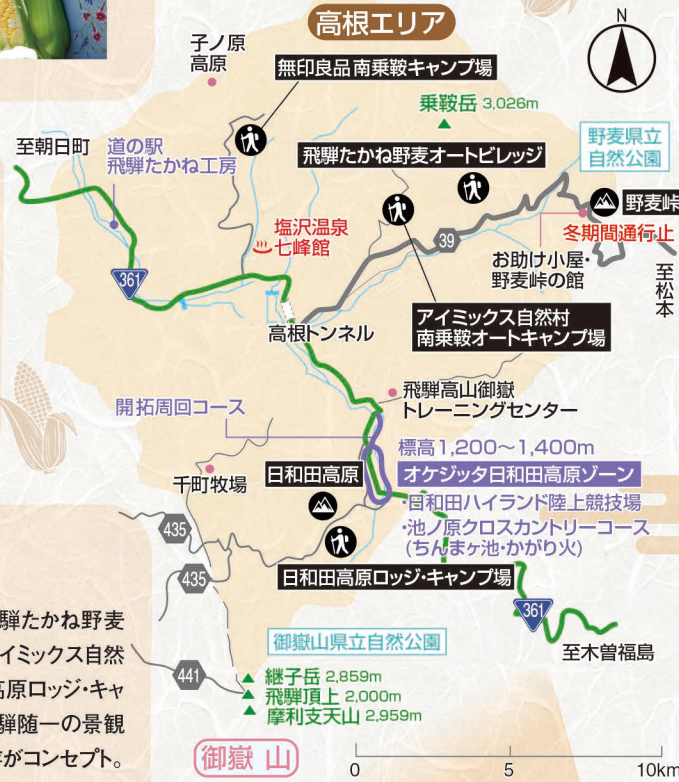 高根エリア
N
子ノ原
高原
無印良品 南乗鞍キャンプ場
乗鞍岳 3,026m
至朝日町
道の駅
飛騨たかね工房
飛騨たかね野麦オートビレッジ
野麦県立
自然公園
野麦峠
冬期間通行止
39
塩沢温泉
七峰館
お助け小屋・
野麦峠の館
至松本
361
高根トンネル
アイミックス自然村
南乗鞍オートキャンプ場
飛騨高山御嶽
トレーニングセンター
開拓周回コース
標高1,200〜1,400m
オケジッタ日和田高原ゾーン
・日和田ハイランド陸上競技場
・池ノ原クロスカントリーコース
(ちんまヶ池・かがり火)
日和田高原
千町牧場
435
435
日和田高原ロッジ・キャンプ場
361
至木曽福島
御嶽山県立自然公園
441
継子岳 2,859m
飛騨頂上 2,000m
摩利支天山 2,959m
御嶽 山
0 5 10km
騨たかね野麦
イミックス自然
高原ロッジ・キャ
騨随一の景観
がコンセプト。